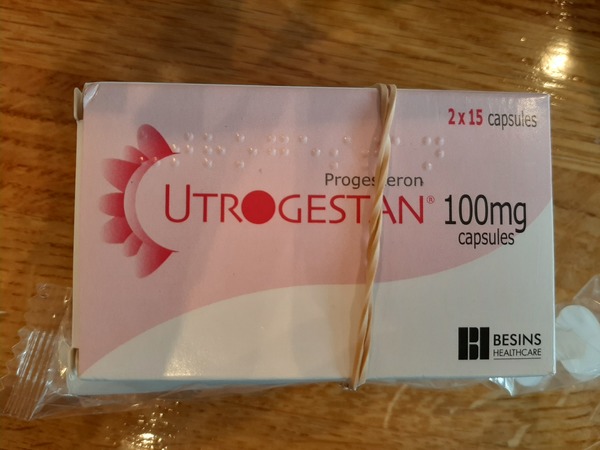 2 x 15 capsules
Progesteron
UTROGESTAN® 100mg
capsules
BESINS
HEALTHCARE